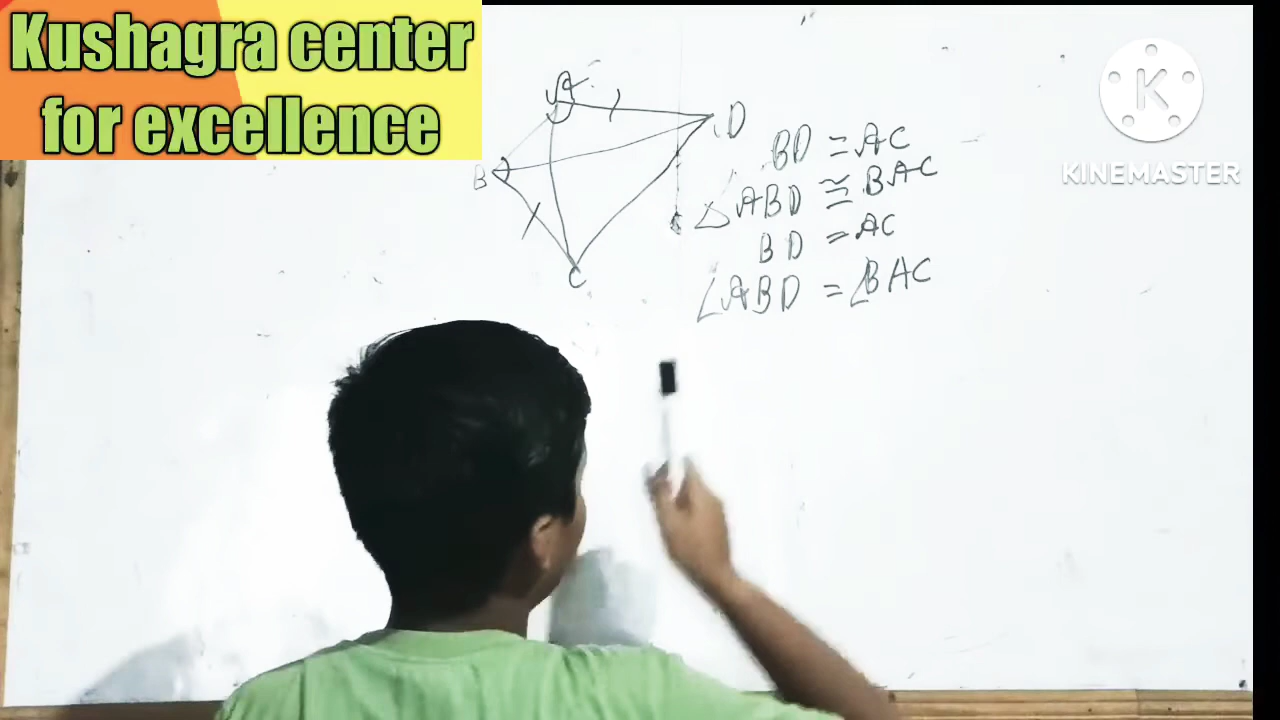 Kushagra center
for excellence
KINEMASTER
A
D
B
C
BD = AC
△ABD ≅ BAC
BD = AC
∠ABD = ∠BAC